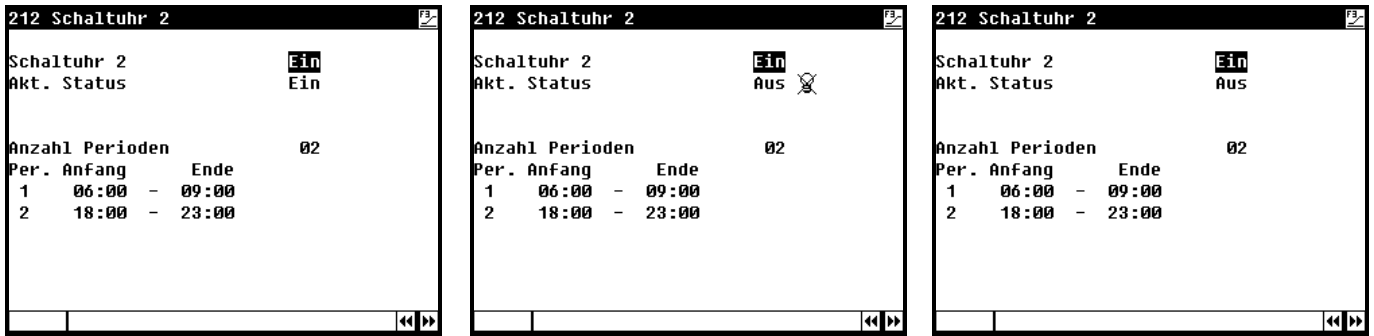 212 Schaltuhr 2 F3
Schaltuhr 2 Ein
Akt. Status Ein
Anzahl Perioden 02
Per. Anfang Ende
1 06:00 - 09:00
2 18:00 - 23:00
212 Schaltuhr 2 F3
Schaltuhr 2 Ein
Akt. Status Aus
Anzahl Perioden 02
Per. Anfang Ende
1 06:00 - 09:00
2 18:00 - 23:00
212 Schaltuhr 2 F3
Schaltuhr 2 Ein
Akt. Status Aus
Anzahl Perioden 02
Per. Anfang Ende
1 06:00 - 09:00
2 18:00 - 23:00